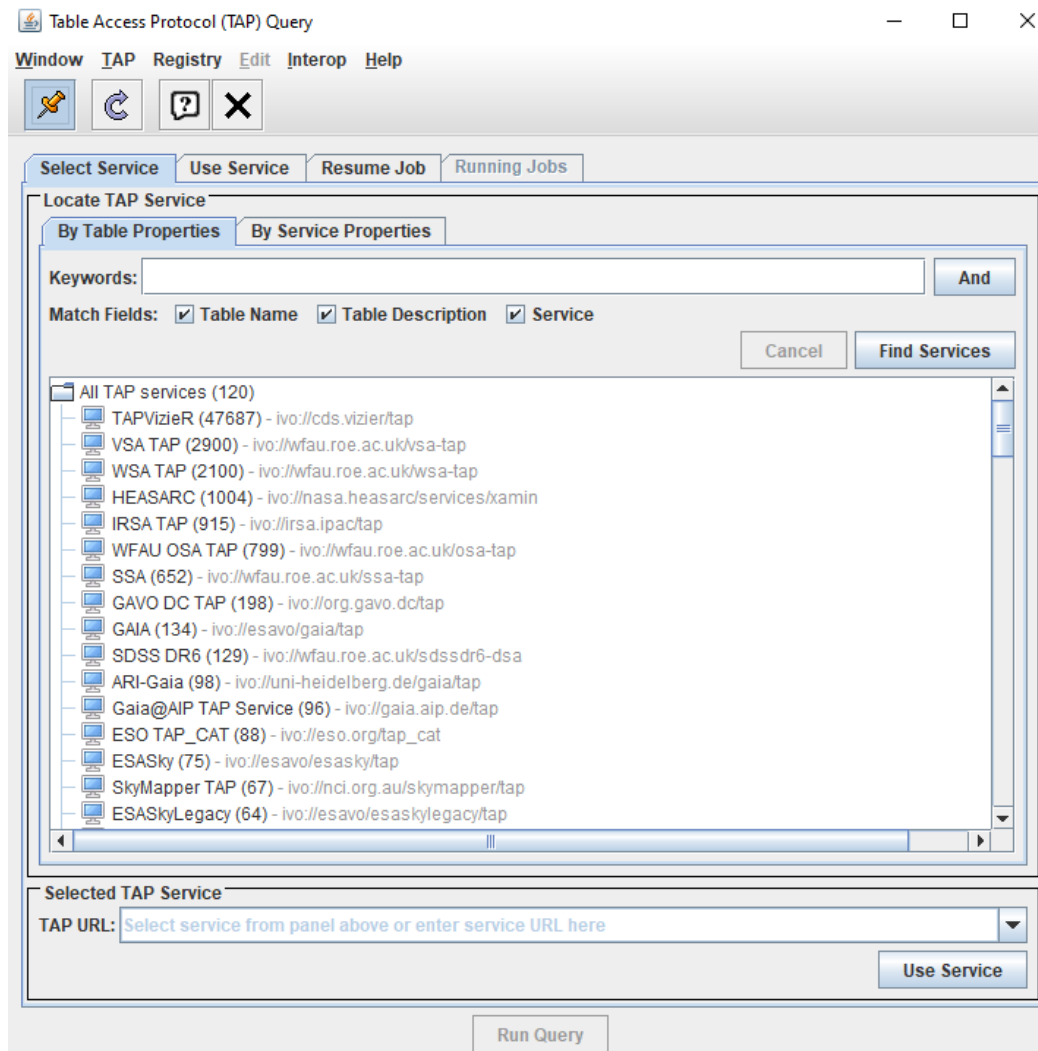 Table Access Protocol (TAP) Query
Window TAP Registry Edit Interop Help
Select Service Use Service Resume Job Running Jobs
Locate TAP Service
By Table Properties By Service Properties
Keywords: And
Match Fields: Table Name Table Description Service
Cancel Find Services
All TAP services (120)
TAPVizieR (47687) - ivo://cds.vizier/tap
VSA TAP (2900) - ivo://wfau.roe.ac.uk/vsa-tap
WSA TAP (2100) - ivo://wfau.roe.ac.uk/wsa-tap
HEASARC (1004) - ivo://nasa.heasarc/services/xamin
IRSA TAP (915) - ivo://irsa.ipac/tap
WFAU OSA TAP (799) - ivo://wfau.roe.ac.uk/osa-tap
SSA (652) - ivo://wfau.roe.ac.uk/ssa-tap
GAVO DC TAP (198) - ivo://org.gavo.dc/tap
GAIA (134) - ivo://esavo/gaia/tap
SDSS DR6 (129) - ivo://wfau.roe.ac.uk/sdssdr6-dsa
ARI-Gaia (98) - ivo://uni-heidelberg.de/gaia/tap
Gaia@AIP TAP Service (96) - ivo://gaia.aip.de/tap
ESO TAP_CAT (88) - ivo://eso.org/tap_cat
ESASky (75) - ivo://esavo/esasky/tap
SkyMapper TAP (67) - ivo://nci.org.au/skymapper/tap
ESASkyLegacy (64) - ivo://esavo/esaskylegacy/tap
Selected TAP Service
TAP URL: Select service from panel above or enter service URL here
Use Service
Run Query